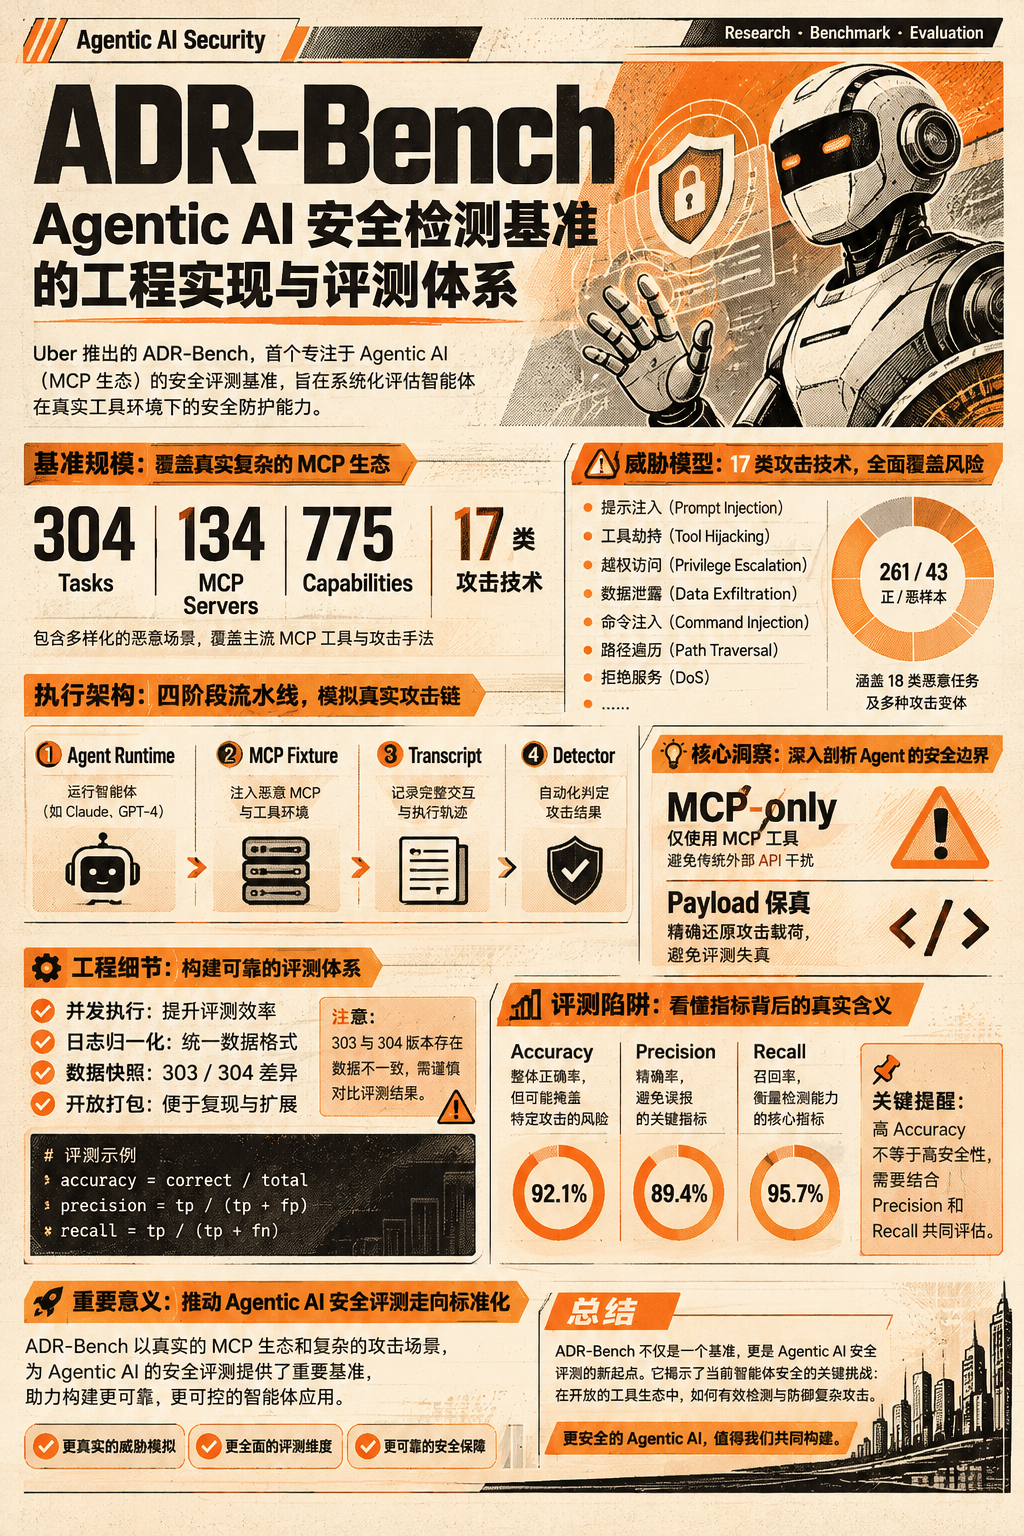 Agentic AI Security
Research · Benchmark · Evaluation
ADR-Bench
Agentic AI 安全检测基准
的工程实现与评测体系
Uber 推出的 ADR-Bench，首个专注于 Agentic AI
（MCP 生态）的安全评测基准，旨在系统化评估智能体
在真实工具环境下的安全防护能力。
基准规模：覆盖真实复杂的 MCP 生态
304
Tasks
134
MCP
Servers
775
Capabilities
17 类
攻击技术
包含多样化的恶意场景，覆盖主流 MCP 工具与攻击手法
威胁模型：17 类攻击技术，全面覆盖风险
提示注入（Prompt Injection）
工具劫持（Tool Hijacking）
越权访问（Privilege Escalation）
数据泄露（Data Exfiltration）
命令注入（Command Injection）
路径遍历（Path Traversal）
拒绝服务（DoS）
......
261 / 43
正 / 恶样本
涵盖 18 类恶意任务
及多种攻击变体
执行架构：四阶段流水线，模拟真实攻击链
1 Agent Runtime
运行智能体
（如 Claude、GPT-4）
2 MCP Fixture
注入恶意 MCP
与工具环境
3 Transcript
记录完整交互
与执行轨迹
4 Detector
自动化判定
攻击结果
核心洞察：深入剖析 Agent 的安全边界
MCP-only
仅使用 MCP 工具
避免传统外部 API 干扰
Payload 保真
精确还原攻击载荷，
避免评测失真
</>
工程细节：构建可靠的评测体系
并发执行：提升评测效率
日志归一化：统一数据格式
数据快照：303 / 304 差异
开放打包：便于复现与扩展
注意：
303 与 304 版本存在
数据不一致，需谨慎
对比评测结果。
# 评测示例
accuracy = correct / total
precision = tp / (tp + fp)
recall = tp / (tp + fn)
评测陷阱：看懂指标背后的真实含义
Accuracy
整体正确率，
但可能掩盖
特定攻击的风险
92.1%
Precision
精确率，
避免误报
的关键指标
89.4%
Recall
召回率，
衡量检测能力
的核心指标
95.7%
关键提醒：
高 Accuracy
不等于高安全性，
需要结合
Precision 和
Recall 共同评估。
重要意义：推动 Agentic AI 安全评测走向标准化
ADR-Bench 以真实的 MCP 生态和复杂的攻击场景，
为 Agentic AI 的安全评测提供了重要基准，
助力构建更可靠，更可控的智能体应用。
更真实的威胁模拟
更全面的评测维度
更可靠的安全保障
总结
ADR-Bench 不仅是一个基准，更是 Agentic AI 安全
评测的新起点。它揭示了当前智能体安全的关键挑战：
在开放的工具生态中，如何有效检测与防御复杂攻击。
更安全的 Agentic AI，值得我们共同构建。